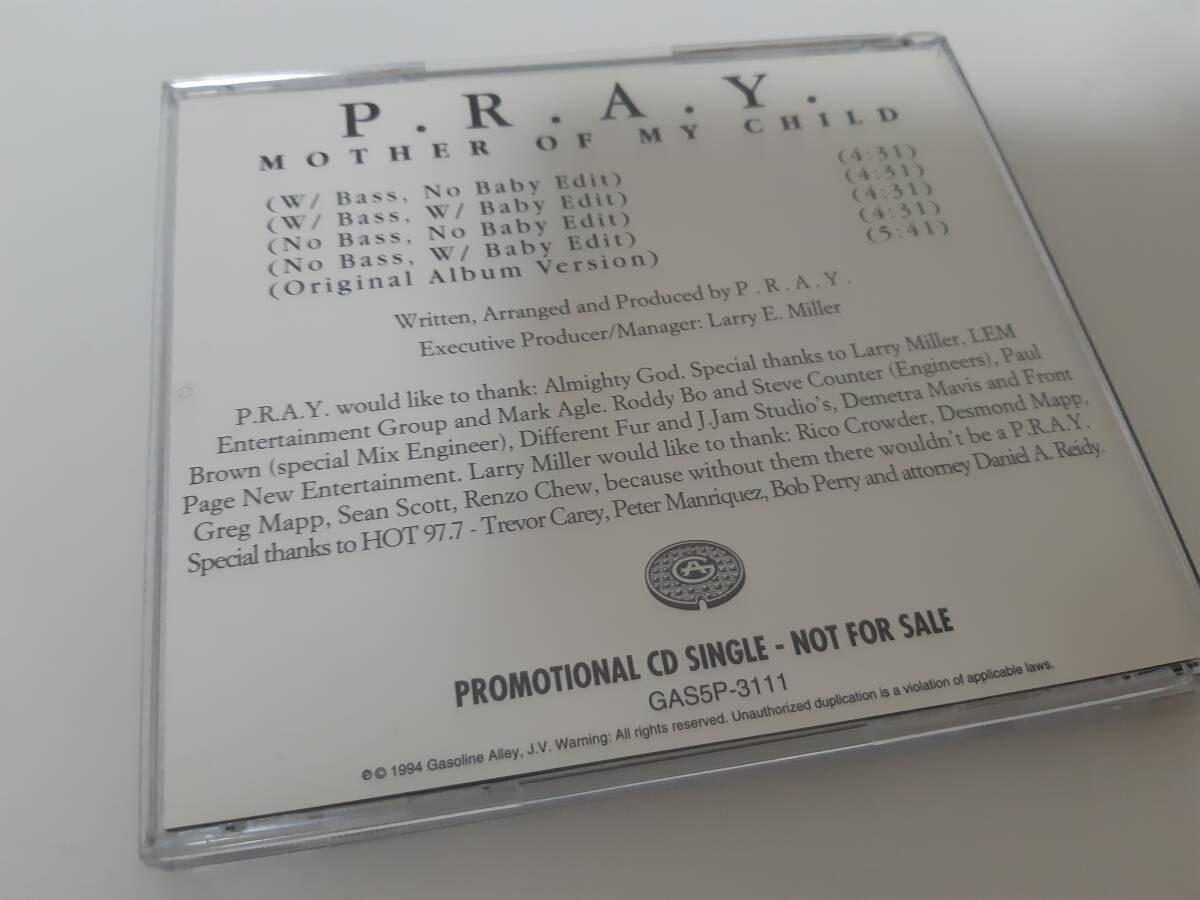 P.R.A.Y.
MOTHER OF MY CHILD
(W/ Bass, No Baby Edit) (4:31)
(W/ Bass, W/ Baby Edit) (4:31)
(No Bass, No Baby Edit) (4:31)
(No Bass, W/ Baby Edit) (4:31)
(Original Album Version) (5:41)
Written, Arranged and Produced by P.R.A.Y.
Executive Producer/Manager: Larry E. Miller
P.R.A.Y. would like to thank: Almighty God. Special thanks to Larry Miller, LEM
Entertainment Group and Mark Agle. Roddy Bo and Steve Counter (Engineers), Paul
Brown (special Mix Engineer), Different Fur and J.Jam Studio's, Demetra Mavis and Front
Page New Entertainment. Larry Miller would like to thank: Rico Crowder, Desmond Mapp,
Greg Mapp, Sean Scott, Renzo Chew, because without them there wouldn't be a P.R.A.Y.
Special thanks to HOT 97.7 - Trevor Carey, Peter Manriquez, Bob Perry and attorney Daniel A. Reidy.
GA
PROMOTIONAL CD SINGLE - NOT FOR SALE
GAS5P-3111
℗© 1994 Gasoline Alley, J.V. Warning: All rights reserved. Unauthorized duplication is a violation of applicable laws.